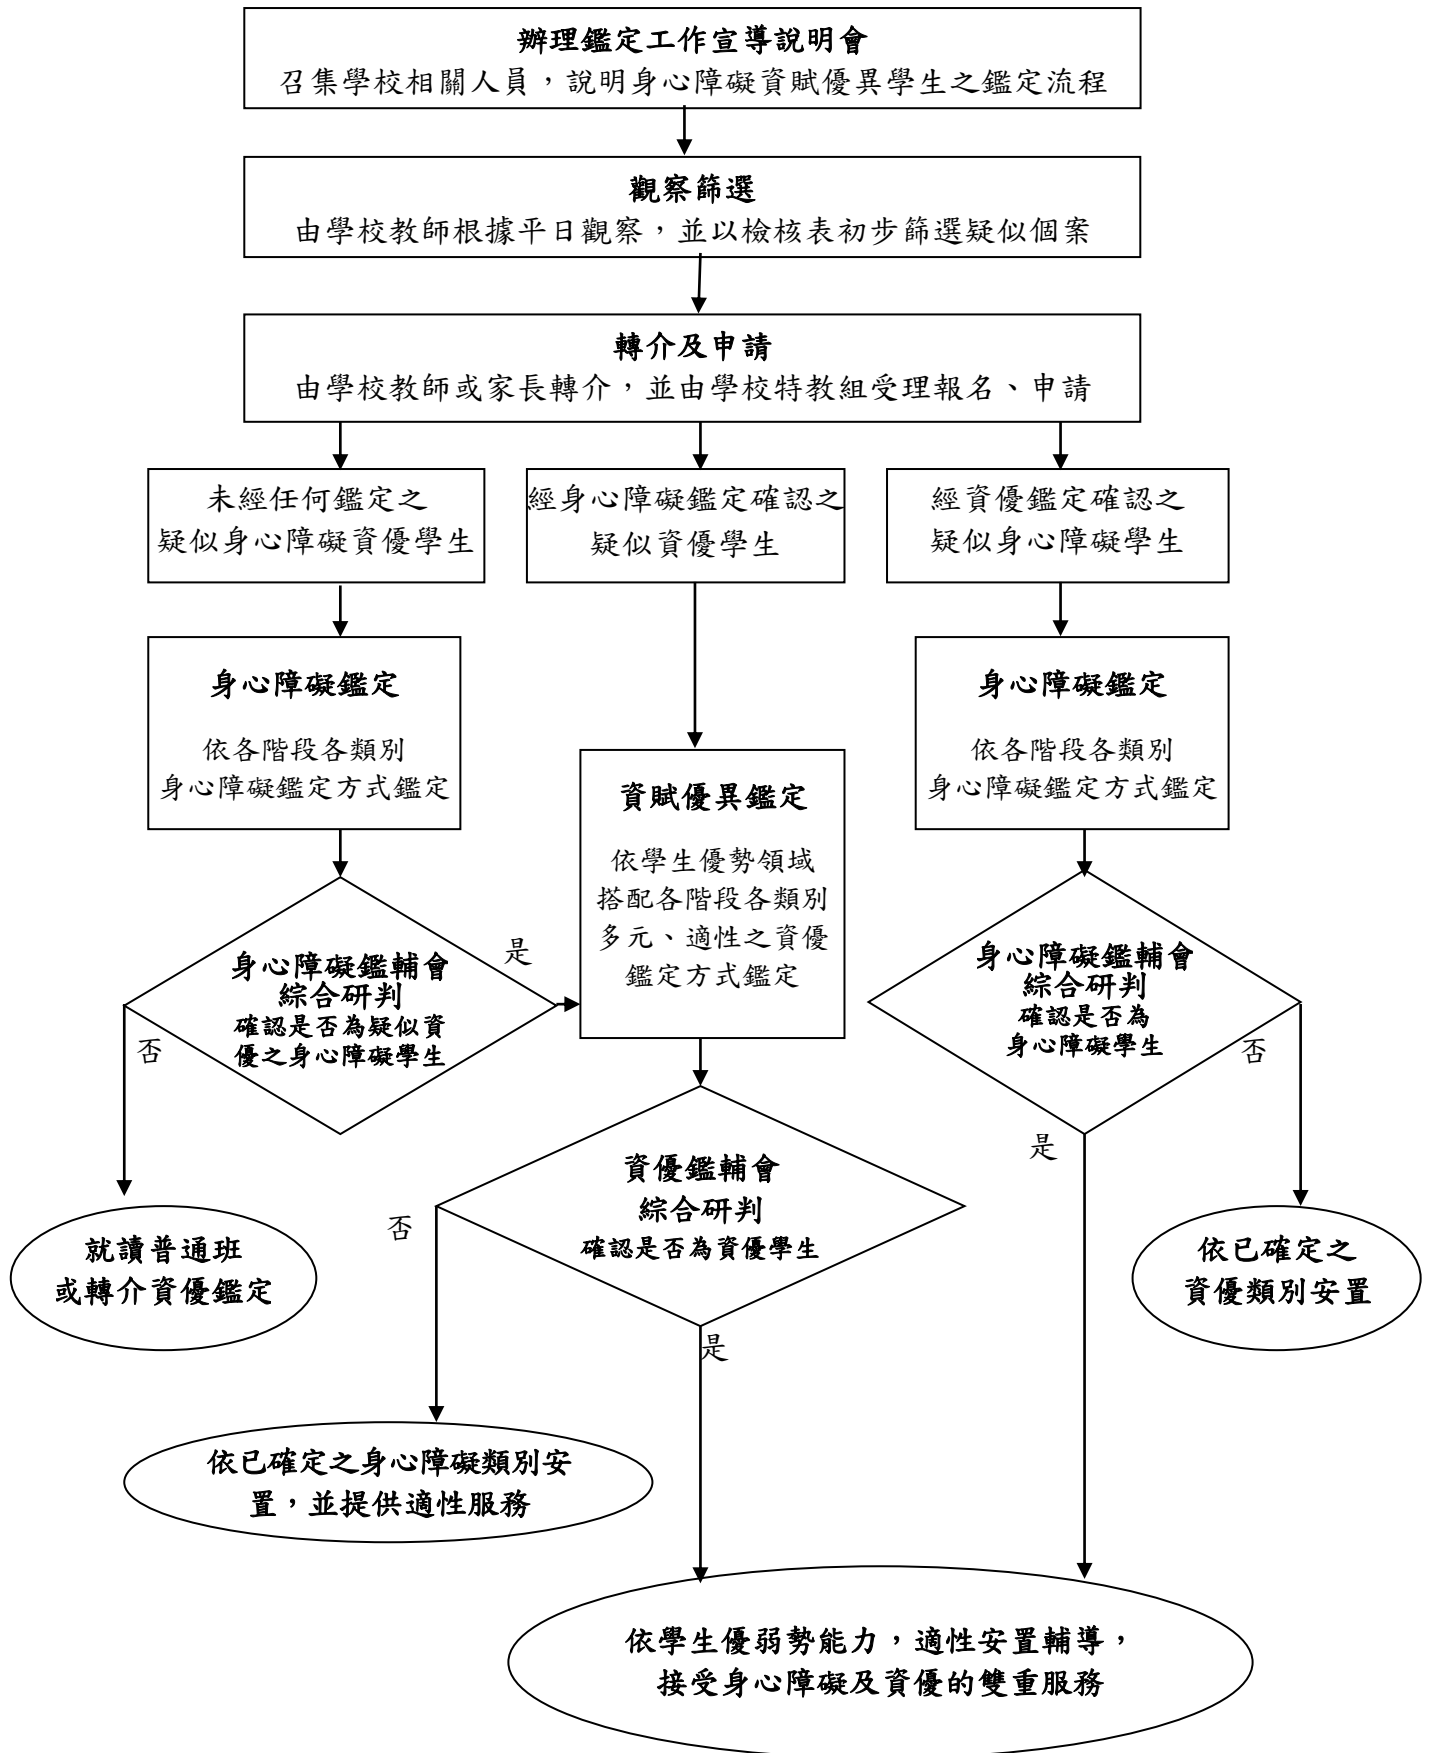 辦理鑑定工作宣導說明會
召集學校相關人員，說明身心障礙資賦優異學生之鑑定流程
觀察篩選
由學校教師根據平日觀察，並以檢核表初步篩選疑似個案
轉介及申請
由學校教師或家長轉介，並由學校特教組受理報名、申請
未經任何鑑定之
疑似身心障礙資優學生
經身心障礙鑑定確認之
疑似資優學生
經資優鑑定確認之
疑似身心障礙學生
身心障礙鑑定
依各階段各類別
身心障礙鑑定方式鑑定
身心障礙鑑定
依各階段各類別
身心障礙鑑定方式鑑定
資賦優異鑑定
依學生優勢領域
搭配各階段各類別
多元、適性之資優
鑑定方式鑑定
身心障礙鑑輔會
綜合研判
確認是否為疑似資
優之身心障礙學生
是
否
身心障礙鑑輔會
綜合研判
確認是否為
身心障礙學生
否
是
資優鑑輔會
綜合研判
確認是否為資優學生
否
是
就讀普通班
或轉介資優鑑定
依已確定之
資優類別安置
依已確定之身心障礙類別安
置，並提供適性服務
依學生優弱勢能力，適性安置輔導，
接受身心障礙及資優的雙重服務